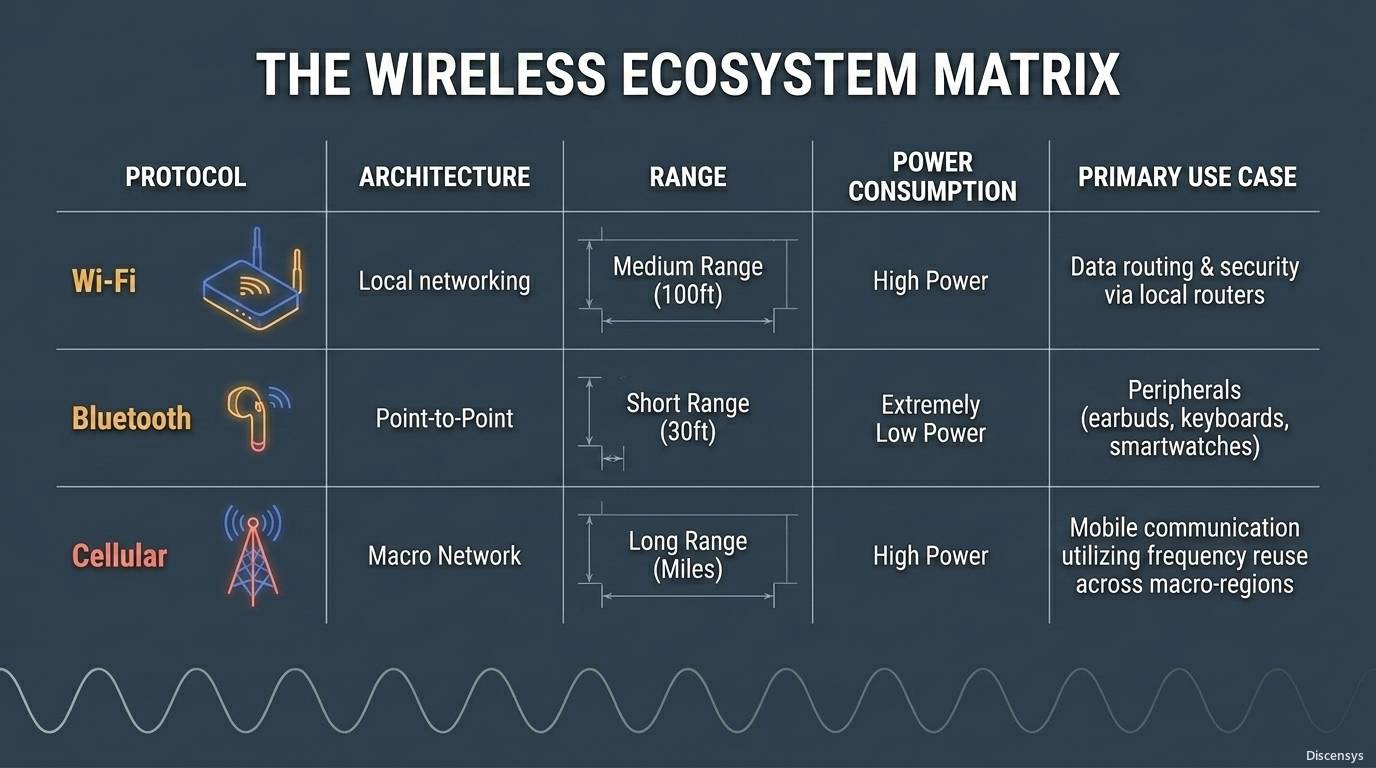 THE WIRELESS ECOSYSTEM MATRIX
PROTOCOL
ARCHITECTURE
RANGE
POWER
CONSUMPTION
PRIMARY USE CASE
Wi-Fi
Local networking
Medium Range
(100ft)
High Power
Data routing & security
via local routers
Bluetooth
Point-to-Point
Short Range
(30ft)
Extremely
Low Power
Peripherals
(earbuds, keyboards,
smartwatches)
Cellular
Macro Network
Long Range
(Miles)
High Power
Mobile communication
utilizing frequency reuse
across macro-regions
Discensys